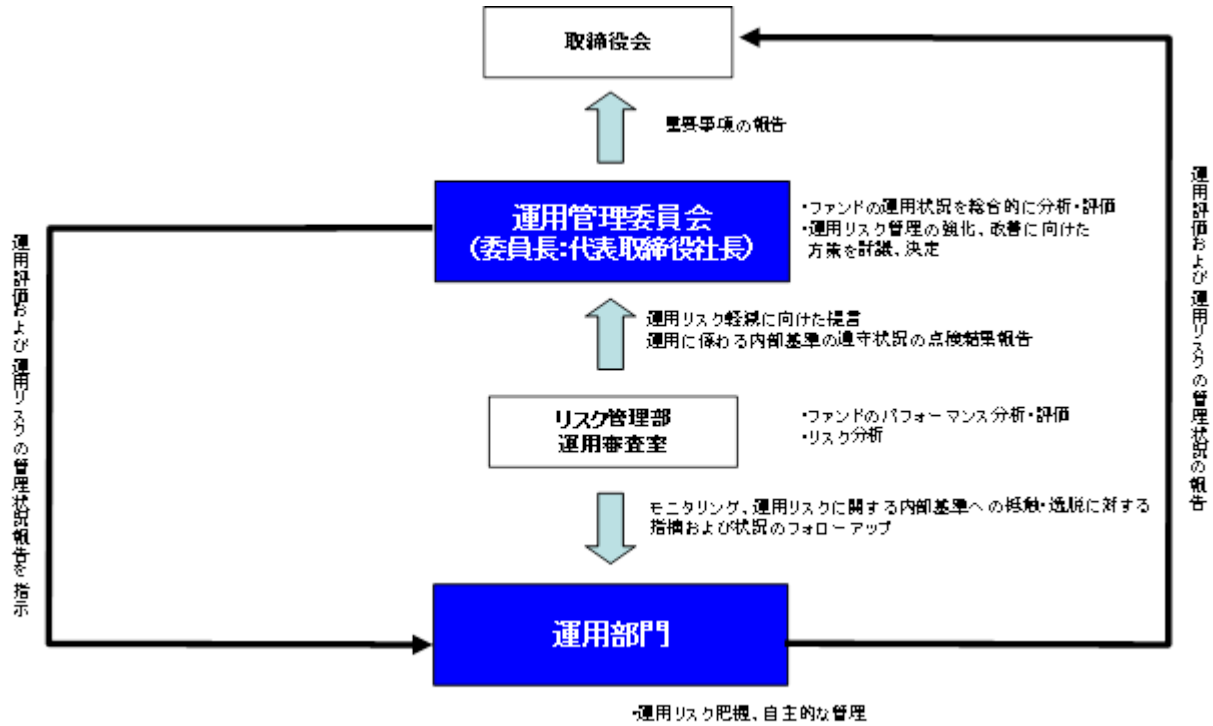 取締役会
重要事項の報告
運用管理委員会
(委員長:代表取締役社長)
・ファンドの運用状況を総合的に分析・評価
・運用リスク管理の強化、改善に向けた
方策を討議、決定
運用リスク軽減に向けた提言
運用に係わる内部基準の遵守状況の点検結果報告
リスク管理部
運用審査室
・ファンドのパフォーマンス分析・評価
・リスク分析
モニタリング、運用リスクに関する内部基準への抵触・逸脱に対する
指摘および状況のフォローアップ
運用部門
・運用リスク把握、自主的な管理
運用評価および運用リスクの管理状況報告を指示
運用評価および運用リスクの管理状況の報告